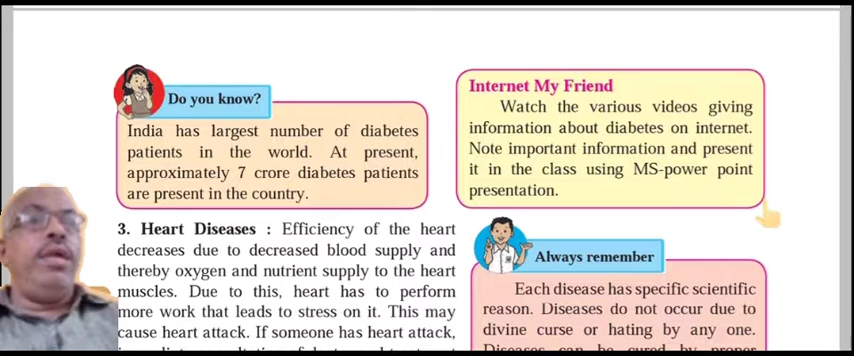 Do you know?
India has largest number of diabetes
patients in the world. At present,
approximately 7 crore diabetes patients
are present in the country.
3. Heart Diseases : Efficiency of the heart
decreases due to decreased blood supply and
thereby oxygen and nutrient supply to the heart
muscles. Due to this, heart has to perform
more work that leads to stress on it. This may
cause heart attack. If someone has heart attack,
Internet My Friend
Watch the various videos giving
information about diabetes on internet.
Note important information and present
it in the class using MS-power point
presentation.
Always remember
Each disease has specific scientific
reason. Diseases do not occur due to
divine curse or hating by any one.
Diseases can be cured by proper